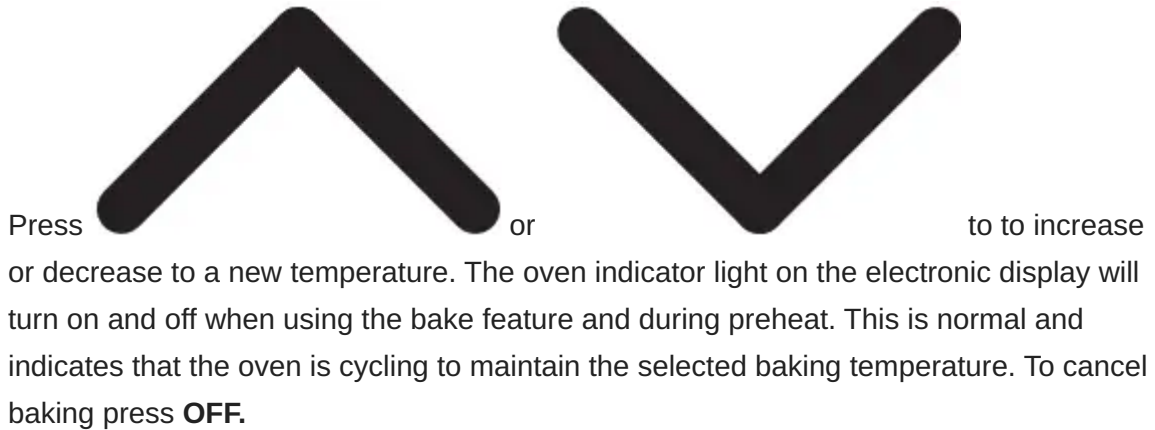 Press or to to increase
or decrease to a new temperature. The oven indicator light on the electronic display will
turn on and off when using the bake feature and during preheat. This is normal and
indicates that the oven is cycling to maintain the selected baking temperature. To cancel
baking press OFF.